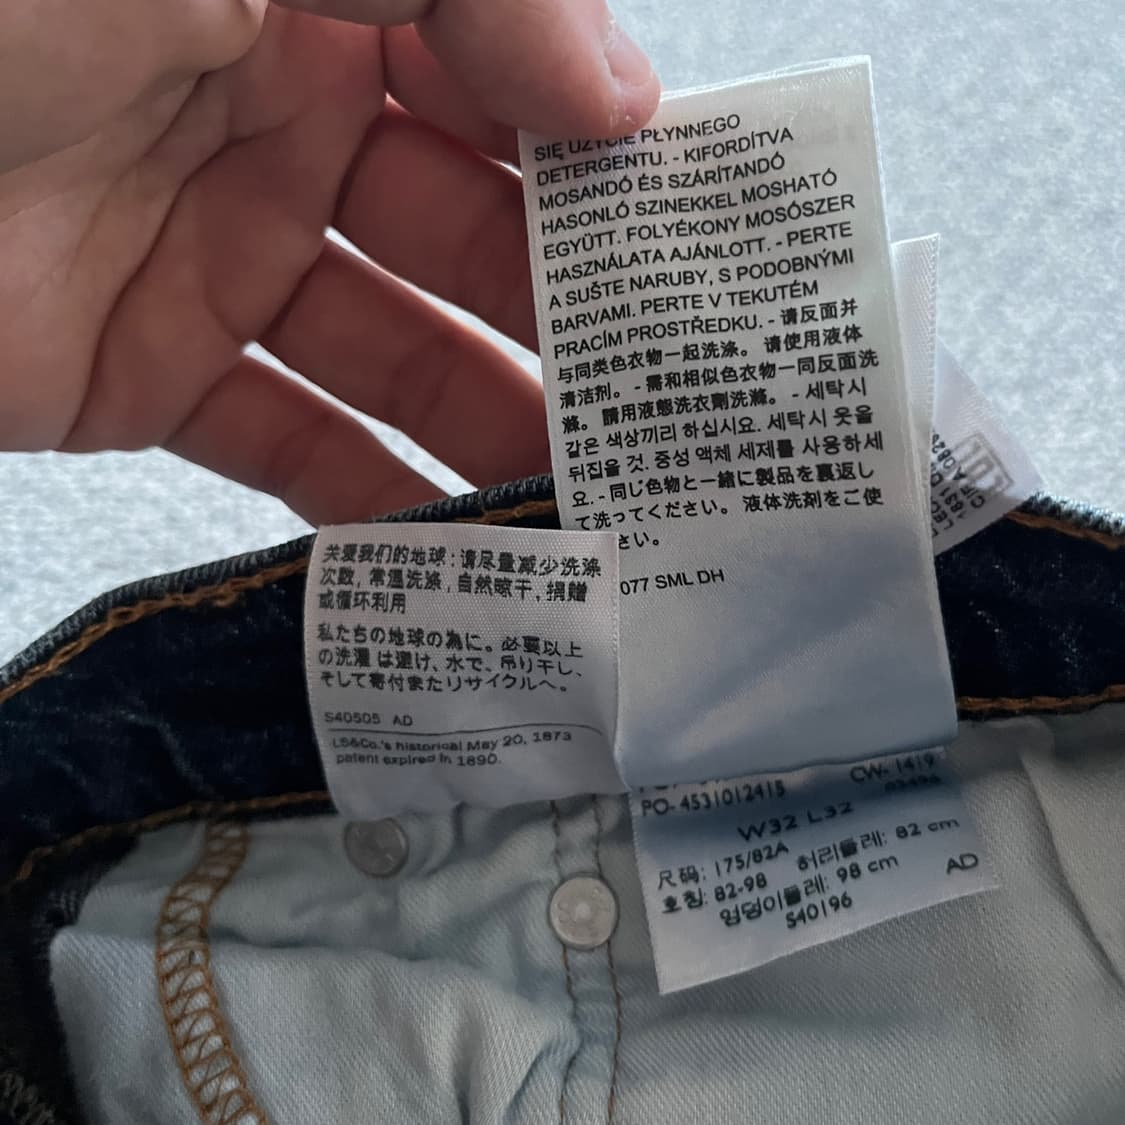 SIĘ UŻYCIE PŁYNNEGO
DETERGENTU. - KIFORDÍTVA
MOSANDÓ ÉS SZÁRÍTANDÓ
HASONLÓ SZINEKKEL MOSHATÓ
EGYÜTT. FOLYÉKONY MOSÓSZER
HASZNÁLATA AJÁNLOTT. - PERTE
A SUŠTE NARUBY, S PODOBNÝMI
BARVAMI. PERTE V TEKUTÉM
PRACÍM PROSTŘEDKU. - 请反面并
与同类色衣物一起洗涤。 请使用液体
清洁剂。 - 需和相似色衣物一同反面洗
滌。 請用液態洗衣劑洗滌。 - 세탁시
같은 색상끼리 하십시요. 세탁시 옷을
뒤집을 것. 중성 액체 세제를 사용하세
요. - 同じ色物と一緒に製品を裏返し
て洗ってください。 液体洗剤をご使
さい。
077 SML DH
关爱我们的地球：请尽量减少洗涤
次数, 常温洗涤, 自然晾干, 捐赠
或循环利用
私たちの地球の為に。必要以上
の洗濯 は避け、水で、吊り干し、
そして寄付またリサイクルへ。
S40505 AD
LS&Co.'s historical May 20, 1873
patent expired in 1890.
CW- 1419
PO- 4531012415
W32 L32
尺码: 175/82A 허리둘레: 82 cm
호칭: 82-98
엉덩이둘레: 98 cm
AD
S40196